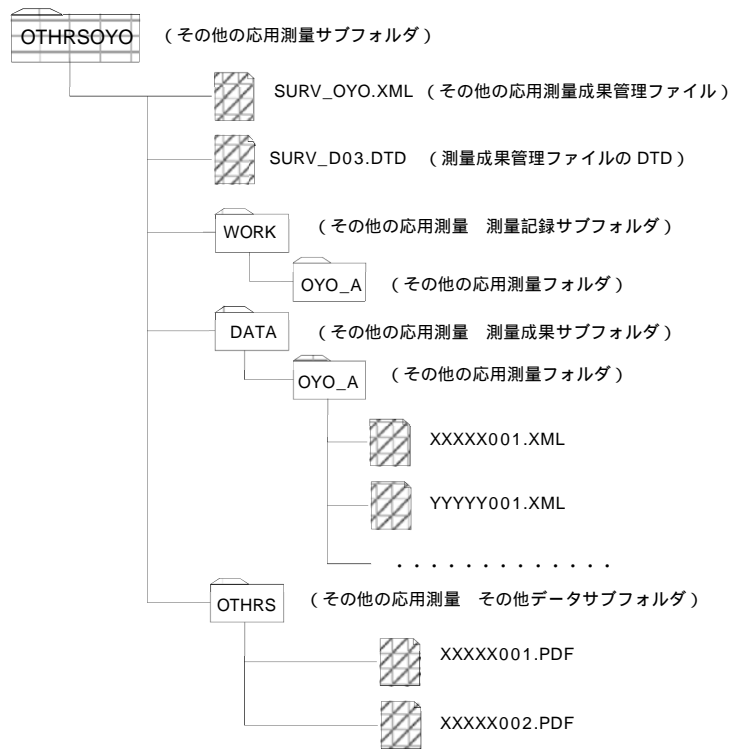 OTHRSOYO (その他の応用測量サブフォルダ)
SURV_OYO.XML (その他の応用測量成果管理ファイル)
SURV_D03.DTD (測量成果管理ファイルの DTD)
WORK (その他の応用測量 測量記録サブフォルダ)
OYO_A (その他の応用測量フォルダ)
DATA (その他の応用測量 測量成果サブフォルダ)
OYO_A (その他の応用測量フォルダ)
XXXXX001.XML
YYYYY001.XML
・・・・・・・・・・・・・
OTHRS (その他の応用測量 その他データサブフォルダ)
XXXXX001.PDF
XXXXX002.PDF